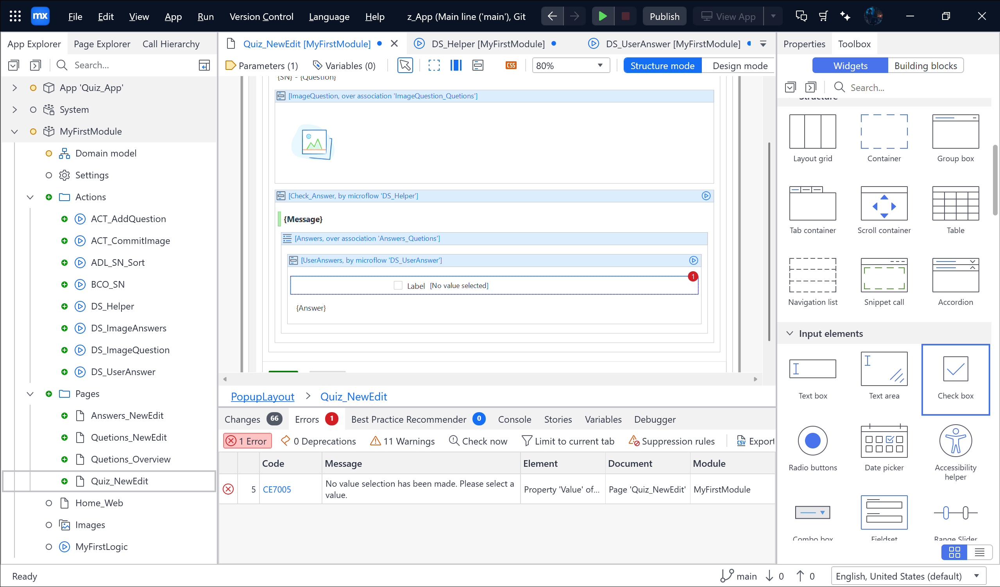 mx File Edit View App Run Version Control Language Help z_App (Main line ('main'), Git Publish View App
App Explorer Page Explorer Call Hierarchy
Search...
App 'Quiz_App'
System
MyFirstModule
Domain model
Settings
Actions
ACT_AddQuestion
ACT_CommitImage
ADL_SN_Sort
BCO_SN
DS_Helper
DS_ImageAnswers
DS_ImageQuestion
DS_UserAnswer
Pages
Answers_NewEdit
Quetions_NewEdit
Quetions_Overview
Quiz_NewEdit
Home_Web
Images
MyFirstLogic
Quiz_NewEdit [MyFirstModule] DS_Helper [MyFirstModule] DS_UserAnswer [MyFirstModule]
Parameters (1) Variables (0) CSS 80% Structure mode Design mode
{SN} - {Question}
[ImageQuestion, over association 'ImageQuestion_Quetions']
[Check_Answer, by microflow 'DS_Helper']
{Message}
[Answers, over association 'Answers_Quetions']
[UserAnswers, by microflow 'DS_UserAnswer']
1
Label [No value selected]
{Answer}
PopupLayout > Quiz_NewEdit
Changes 66 Errors 1 Best Practice Recommender 0 Console Stories Variables Debugger
1 Error 0 Deprecations 11 Warnings Check now Limit to current tab Suppression rules CSV Export
Code Message Element Document Module
5 CE7005 No value selection has been made. Please select a value. Property 'Value' of... Page 'Quiz_NewEdit' MyFirstModule
Properties Toolbox
Widgets Building blocks
Search...
Structure
Layout grid Container Group box
Tab container Scroll container Table
Navigation list Snippet call Accordion
Input elements
Text box Text area Check box
Radio buttons Date picker Accessibility helper
Combo box Fieldset Range Slider
Ready main 0 0 English, United States (default)